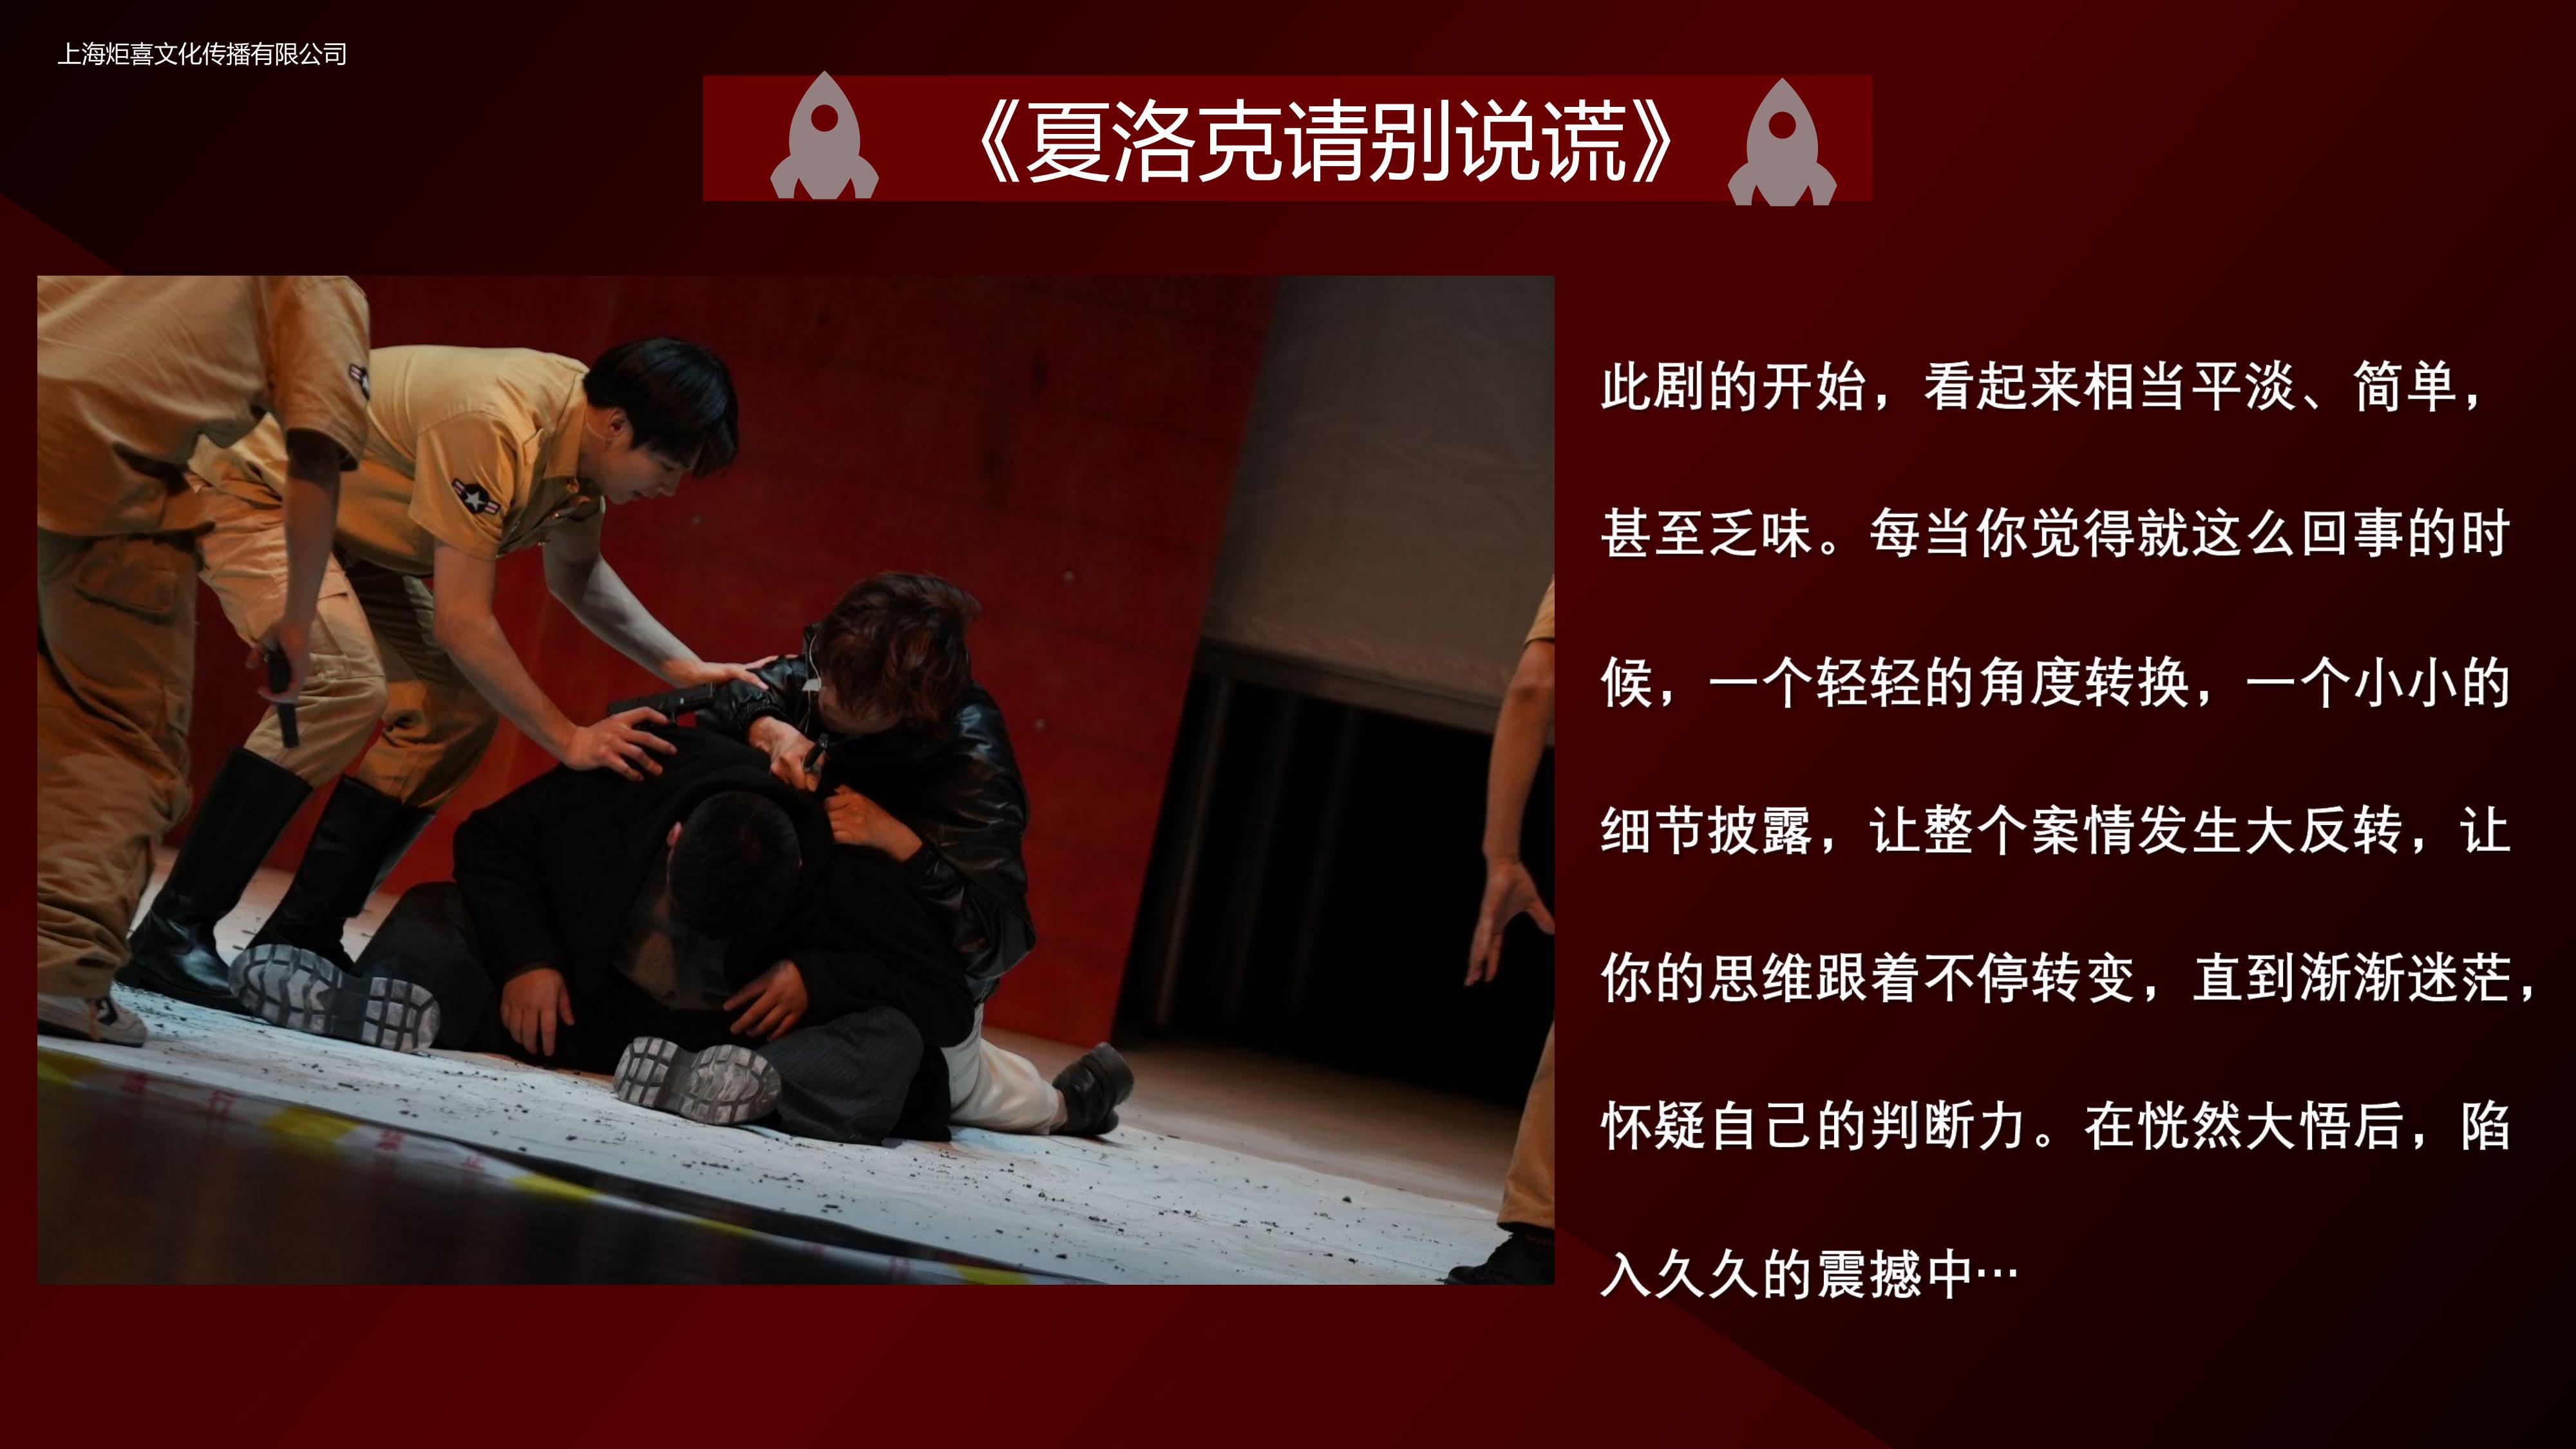 上海炬喜文化传播有限公司
《夏洛克请别说谎》
此剧的开始，看起来相当平淡、简单，
甚至乏味。每当你觉得就这么回事的时
候，一个轻轻的角度转换，一个小小的
细节披露，让整个案情发生大反转，让
你的思维跟着不停转变，直到渐渐迷茫，
怀疑自己的判断力。在恍然大悟后，陷
入久久的震撼中…